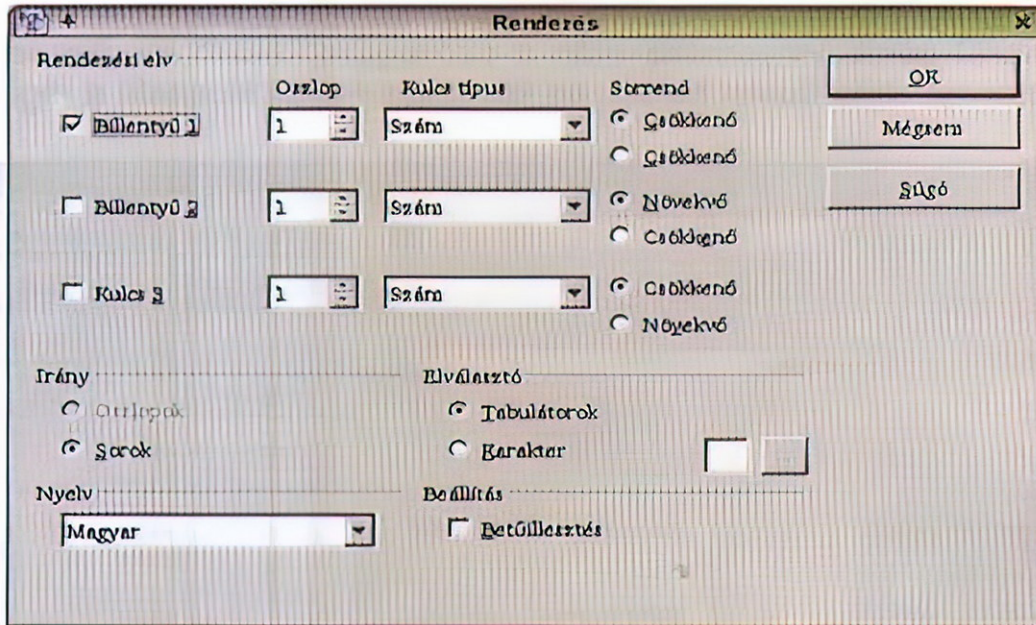 Rendezés
Rendezési elv
Oszlop Kulcs típus Sorrend
OK
Billentyű 1 1 Szám Csökkenő
Csökkenő
Mégsem
Billentyű 2 1 Szám Növekvő
Csökkenő
Súgó
Kulcs 3 1 Szám Csökkenő
Növekvő
Irány Elválasztó
Oszlopok Tabulátorok
Sorok Karakter
Nyelv Beállítás
Magyar Betűillesztés